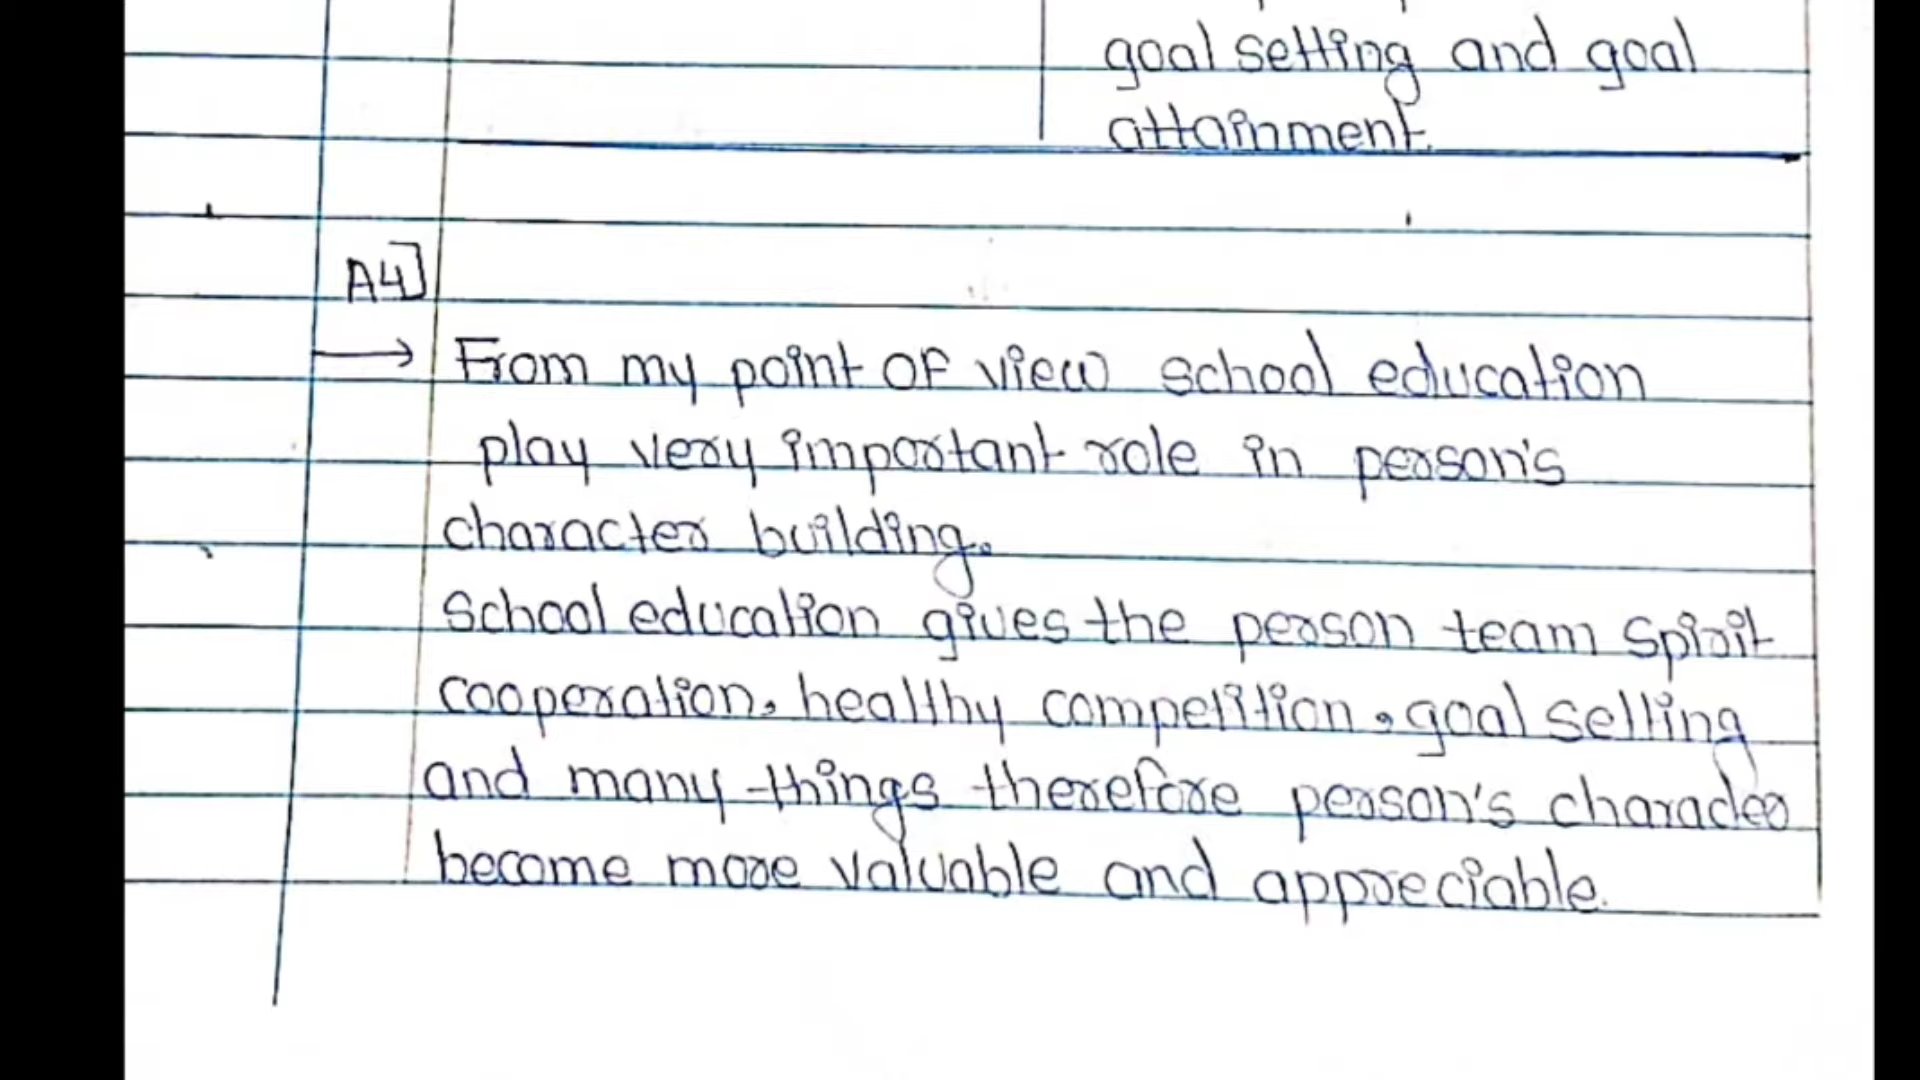 goal setting and goal
attainment.
A4]
→ From my point of view school education
play very important role in person's
character building.
School education gives the person team spirit
cooperation, healthy competition, goal setting
and many things therefore person's character
become more valuable and appreciable.